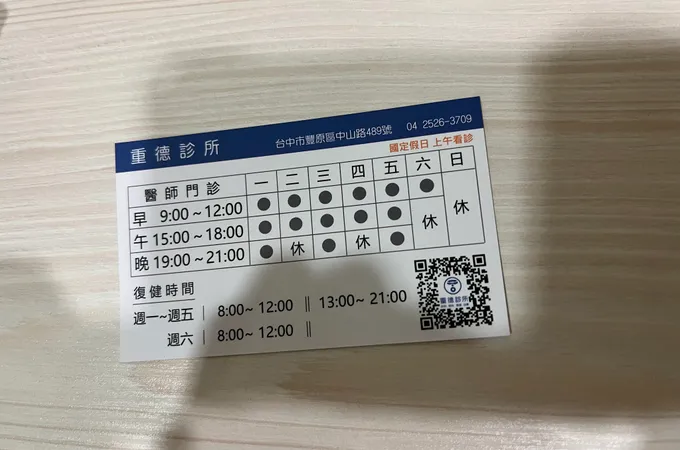 重德診所 台中市豐原區中山路489號 04 2526-3709
國定假日 上午看診
醫師門診 一 二 三 四 五 六 日
早 9:00~12:00 ● ● ● ● ● ● 休
午 15:00~18:00 ● ● ● ● ● 休
晚 19:00~21:00 ● 休 ● 休 ●
復健時間
週一~週五 | 8:00~ 12:00 || 13:00~ 21:00
週六 | 8:00~ 12:00 ||
重德診所